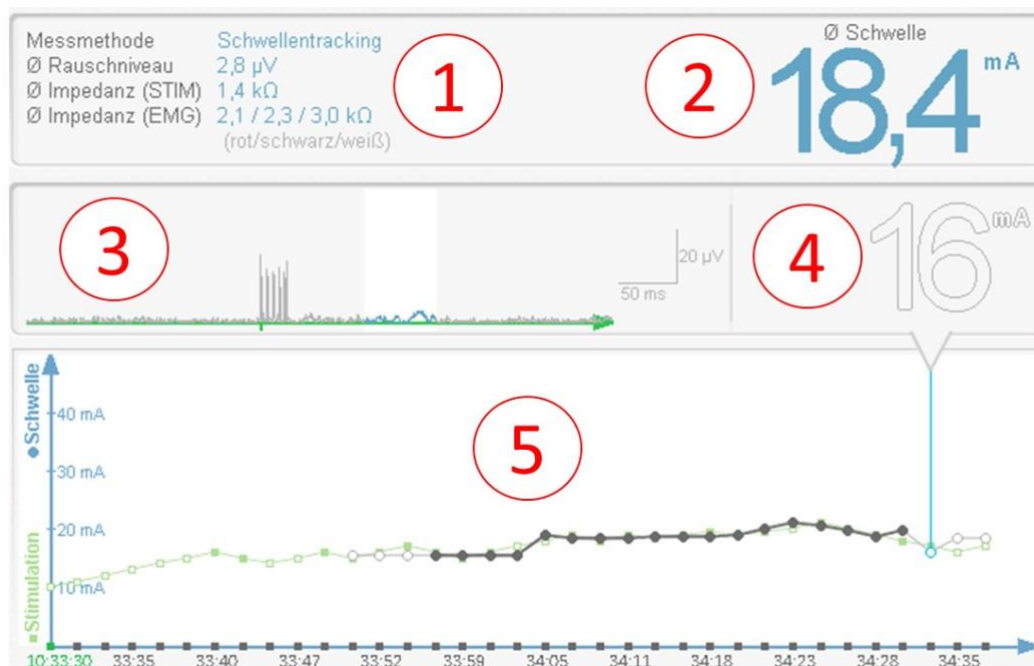 Messmethode Schwellentracking
Ø Rauschniveau 2,8 µV
Ø Impedanz (STIM) 1,4 kΩ
Ø Impedanz (EMG) 2,1 / 2,3 / 3,0 kΩ
(rot/schwarz/weiß)
1
2
Ø Schwelle
18,4 mA
3
20 µV
50 ms
4
16 mA
5
Schwelle
Stimulation
40 mA
30 mA
20 mA
10 mA
10:33:30 33:35 33:40 33:47 33:52 33:59 34:05 34:11 34:18 34:23 34:28 34:35